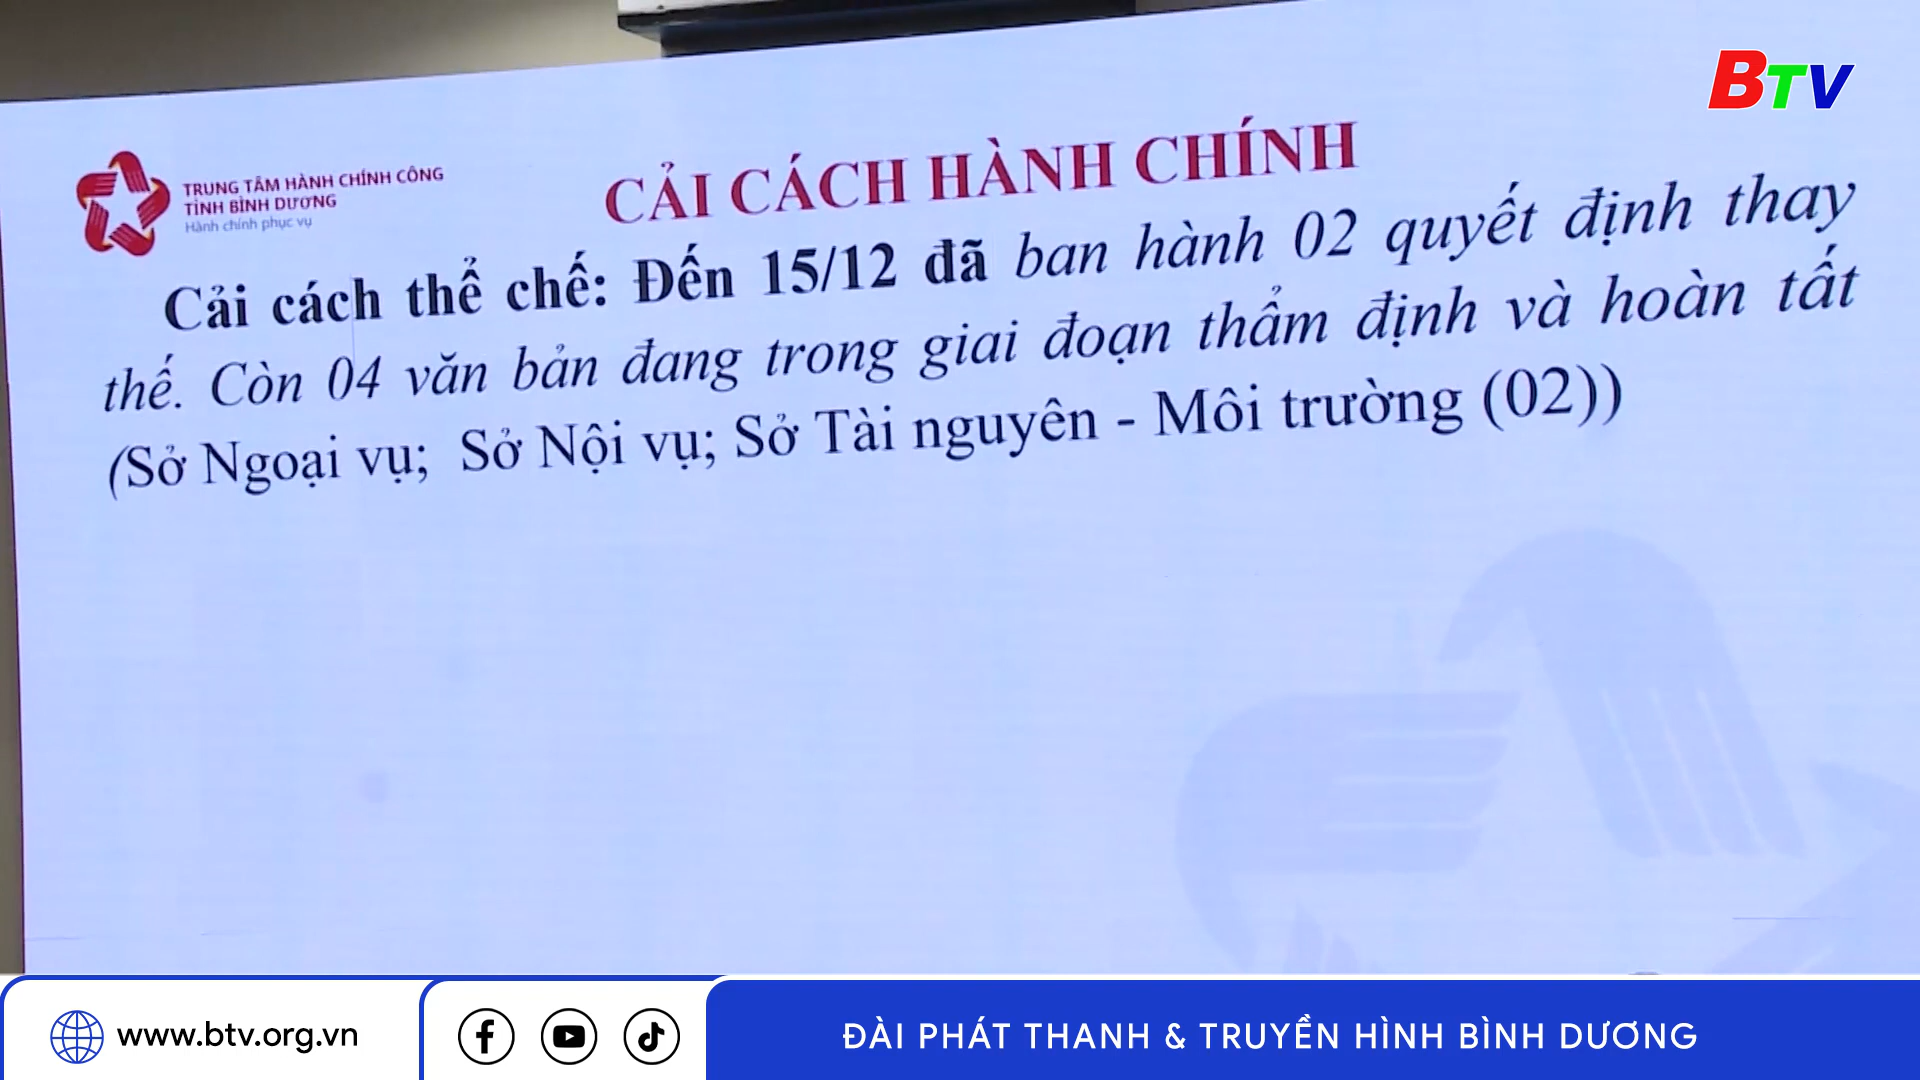 BTV
TRUNG TÂM HÀNH CHÍNH CÔNG
TỈNH BÌNH DƯƠNG
Hành chính phục vụ
CẢI CÁCH HÀNH CHÍNH
Cải cách thể chế: Đến 15/12 đã ban hành 02 quyết định thay
thế. Còn 04 văn bản đang trong giai đoạn thẩm định và hoàn tất
(Sở Ngoại vụ; Sở Nội vụ; Sở Tài nguyên - Môi trường (02))
www.btv.org.vn
ĐÀI PHÁT THANH & TRUYỀN HÌNH BÌNH DƯƠNG